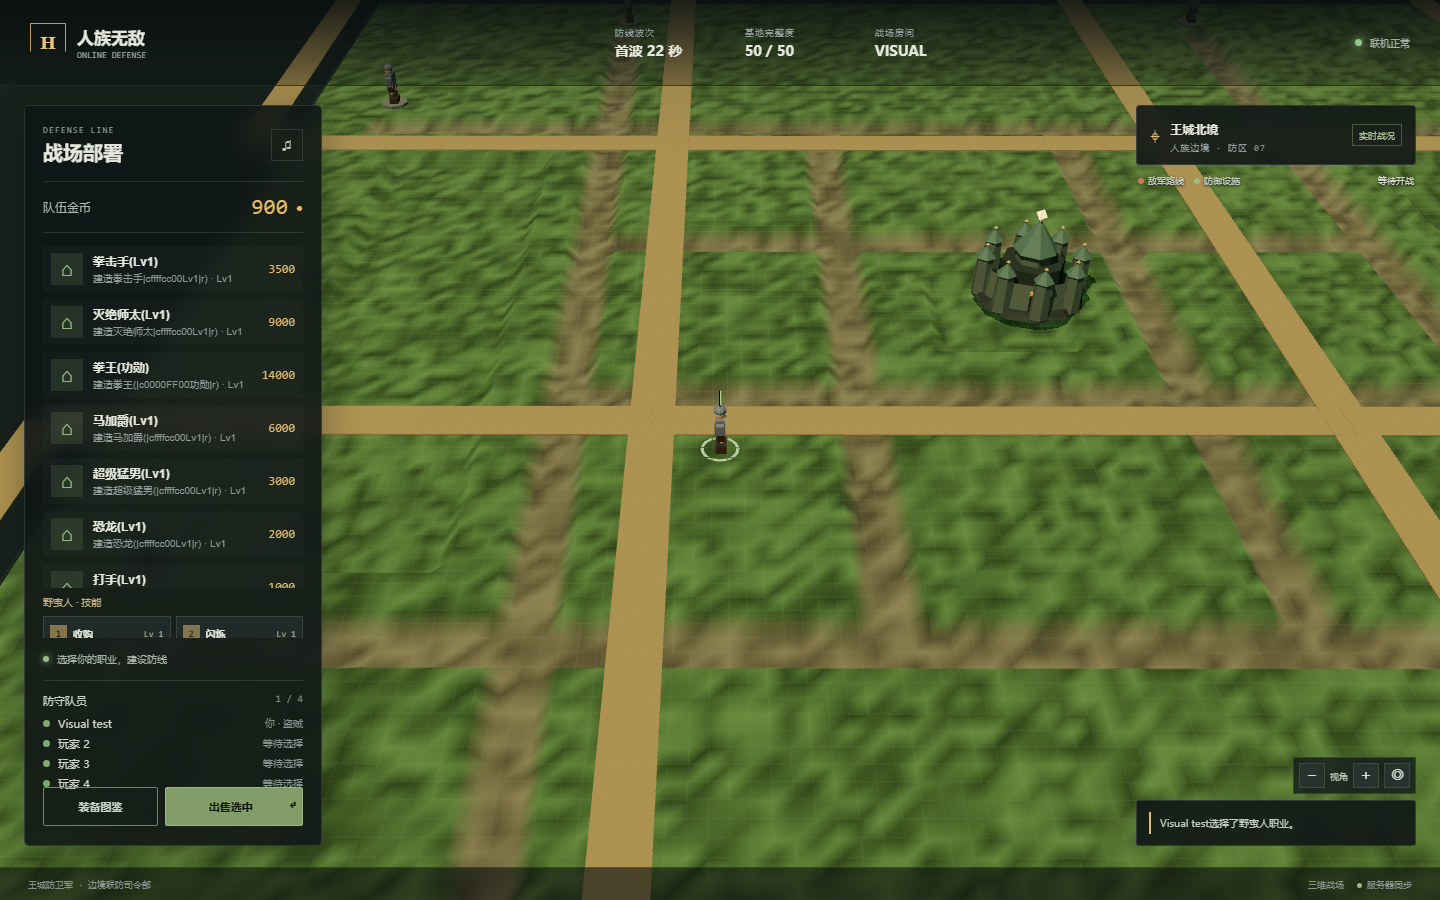 H
人族无敌
ONLINE DEFENSE
防线波次
首波 22 秒
基地完整度
50 / 50
战场房间
VISUAL
联机正常
DEFENSE LINE
战场部署
队伍金币
900
拳击手(Lv1)
建造拳击手|cffffcc00Lv1|r) · Lv1
3500
灭绝师太(Lv1)
建造灭绝师太|cffffcc00Lv1|r) · Lv1
9000
拳王(功勋)
建造拳王(|c0000FF00功勋|r) · Lv1
14000
马加爵(Lv1)
建造马加爵(|cffffcc00Lv1|r) · Lv1
6000
超级猛男(Lv1)
建造超级猛男(|cffffcc00Lv1|r) · Lv1
3000
恐龙(Lv1)
建造恐龙(|cffffcc00Lv1|r) · Lv1
2000
打手(Lv1)
1000
野蛮人 · 技能
1 收购 Lv 1
2 闪烁 Lv 1
选择你的职业，建设防线
防守队员
1 / 4
Visual test
你 · 盗贼
玩家 2
等待选择
玩家 3
等待选择
玩家 4
等待选择
装备图鉴
出售选中
王城北境
人族边境 · 防区 07
实时战况
敌军路线
防御设施
等待开战
− 视角 +
Visual test选择了野蛮人职业。
王城防卫军 · 边境联防司令部
三维战场
服务器同步